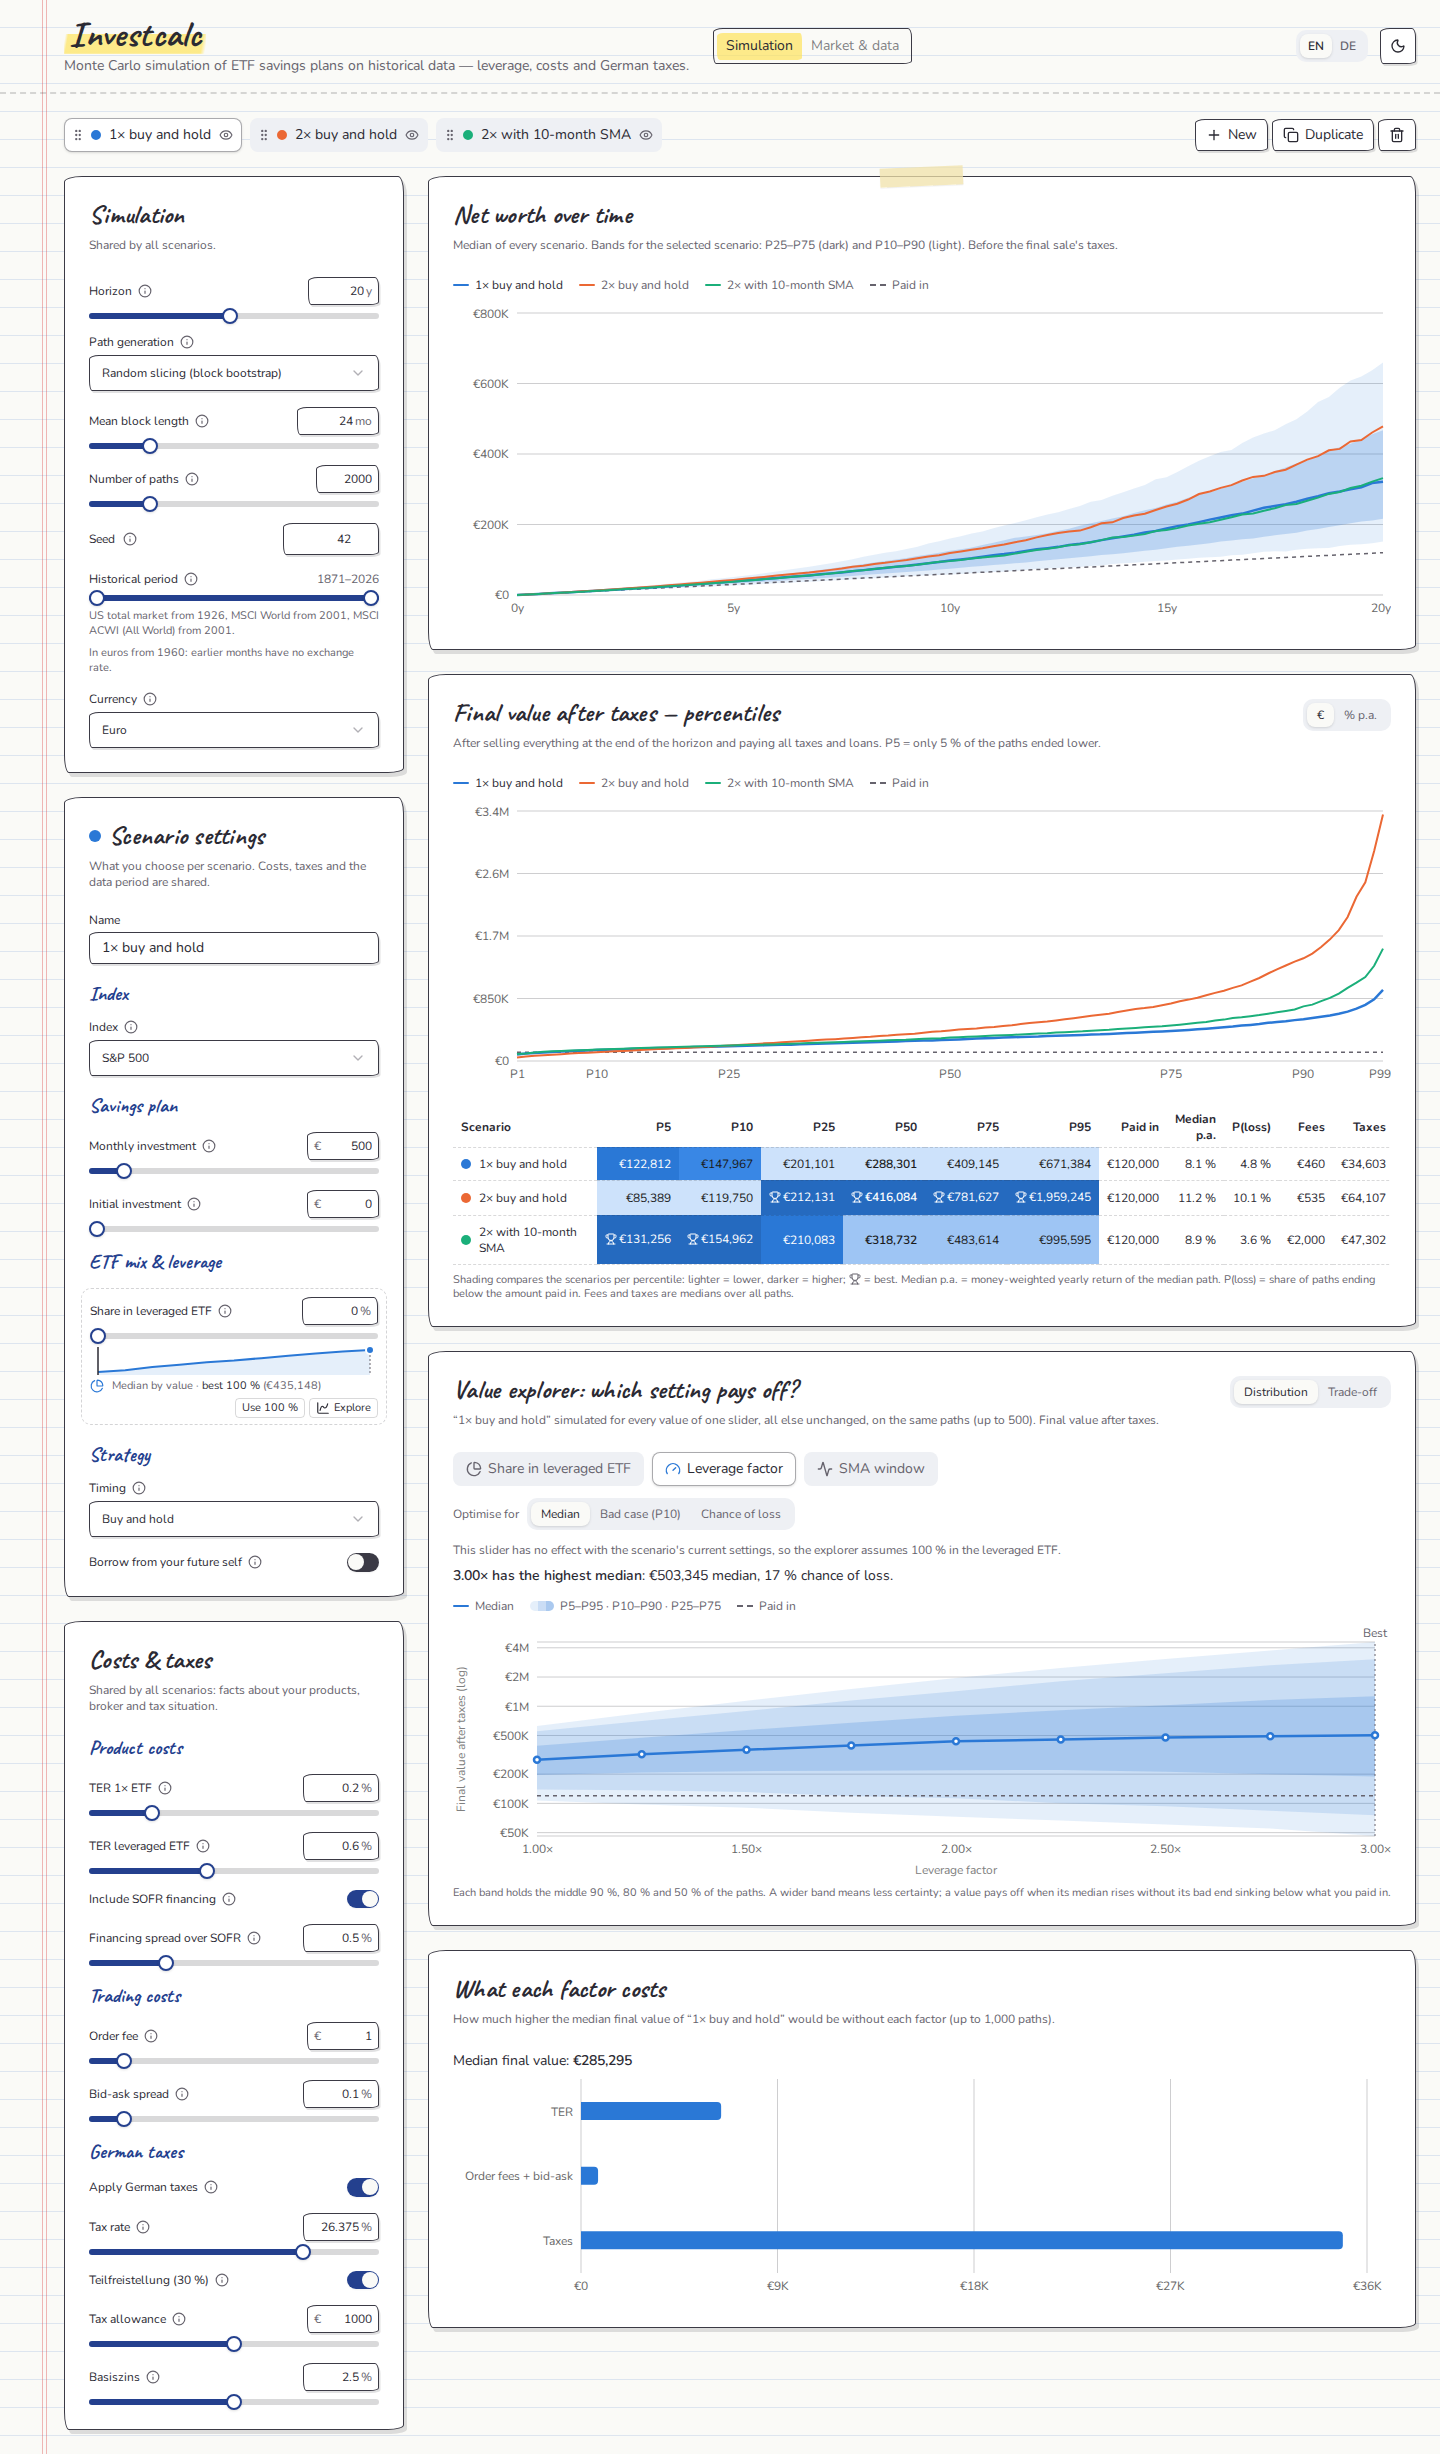 Investcalc
Monte Carlo simulation of ETF savings plans on historical data — leverage, costs and German taxes.
Simulation Market & data
EN DE
1× buy and hold 2× buy and hold 2× with 10-month SMA
New Duplicate
Simulation
Shared by all scenarios.
Horizon 20 y
Path generation
Random slicing (block bootstrap)
Mean block length 24 mo
Number of paths 2000
Seed 42
Historical period 1871–2026
US total market from 1926, MSCI World from 2001, MSCI
ACWI (All World) from 2001.
In euros from 1960: earlier months have no exchange
rate.
Currency
Euro
Scenario settings
What you choose per scenario. Costs, taxes and the
data period are shared.
Name
1× buy and hold
Index
Index
S&P 500
Savings plan
Monthly investment € 500
Initial investment € 0
ETF mix & leverage
Share in leveraged ETF 0 %
Median by value · best 100 % (€435,148)
Use 100 % Explore
Strategy
Timing
Buy and hold
Borrow from your future self
Costs & taxes
Shared by all scenarios: facts about your products,
broker and tax situation.
Product costs
TER 1× ETF 0.2 %
TER leveraged ETF 0.6 %
Include SOFR financing
Financing spread over SOFR 0.5 %
Trading costs
Order fee € 1
Bid-ask spread 0.1 %
German taxes
Apply German taxes
Tax rate 26.375 %
Teilfreistellung (30 %)
Tax allowance € 1000
Basiszins 2.5 %
Net worth over time
Median of every scenario. Bands for the selected scenario: P25–P75 (dark) and P10–P90 (light). Before the final sale's taxes.
1× buy and hold 2× buy and hold 2× with 10-month SMA Paid in
€800K
€600K
€400K
€200K
€0
0y 5y 10y 15y 20y
Final value after taxes — percentiles
€ % p.a.
After selling everything at the end of the horizon and paying all taxes and loans. P5 = only 5 % of the paths ended lower.
1× buy and hold 2× buy and hold 2× with 10-month SMA Paid in
€3.4M
€2.6M
€1.7M
€850K
€0
P1 P10 P25 P50 P75 P90 P99
Scenario P5 P10 P25 P50 P75 P95 Paid in Median p.a. P(loss) Fees Taxes
1× buy and hold €122,812 €147,967 €201,101 €288,301 €409,145 €671,384 €120,000 8.1 % 4.8 % €460 €34,603
2× buy and hold €85,389 €119,750 €212,131 €416,084 €781,627 €1,959,245 €120,000 11.2 % 10.1 % €535 €64,107
2× with 10-month SMA €131,256 €154,962 €210,083 €318,732 €483,614 €995,595 €120,000 8.9 % 3.6 % €2,000 €47,302
Shading compares the scenarios per percentile: lighter = lower, darker = higher; = best. Median p.a. = money-weighted yearly return of the median path. P(loss) = share of paths ending
below the amount paid in. Fees and taxes are medians over all paths.
Value explorer: which setting pays off?
Distribution Trade-off
“1× buy and hold” simulated for every value of one slider, all else unchanged, on the same paths (up to 500). Final value after taxes.
Share in leveraged ETF Leverage factor SMA window
Optimise for Median Bad case (P10) Chance of loss
This slider has no effect with the scenario's current settings, so the explorer assumes 100 % in the leveraged ETF.
3.00× has the highest median: €503,345 median, 17 % chance of loss.
Median P5–P95 · P10–P90 · P25–P75 Paid in
Best
Final value after taxes (log)
€4M
€2M
€1M
€500K
€200K
€100K
€50K
1.00× 1.50× 2.00× 2.50× 3.00×
Leverage factor
Each band holds the middle 90 %, 80 % and 50 % of the paths. A wider band means less certainty; a value pays off when its median rises without its bad end sinking below what you paid in.
What each factor costs
How much higher the median final value of “1× buy and hold” would be without each factor (up to 1,000 paths).
Median final value: €285,295
TER
Order fees + bid-ask
Taxes
€0 €9K €18K €27K €36K